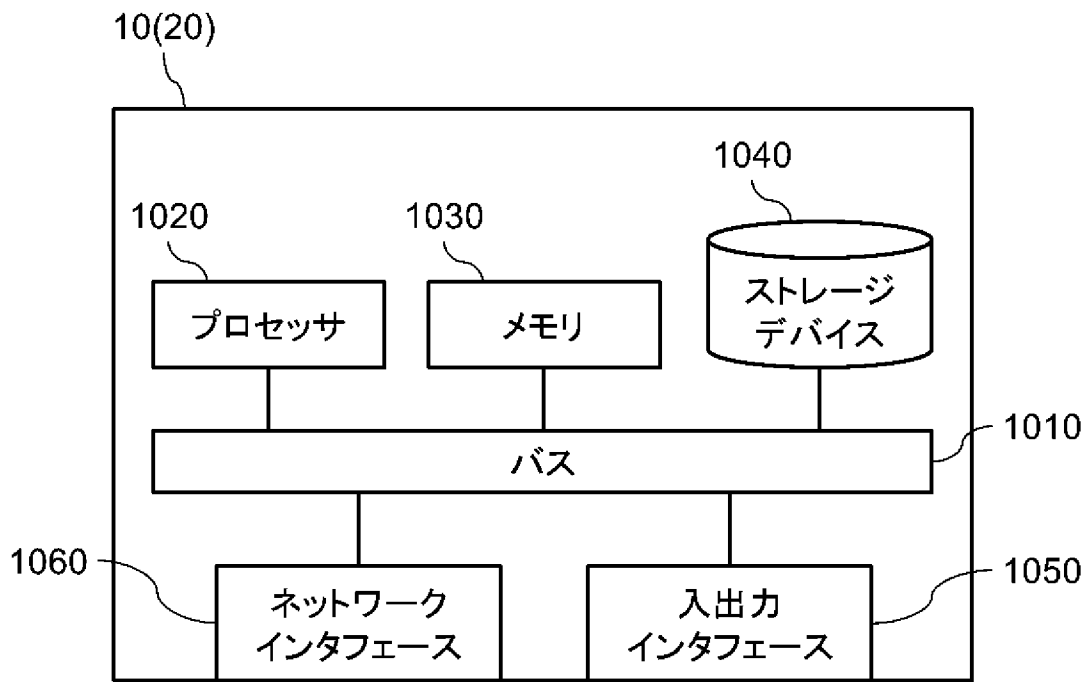 10(20)
1040
1020
1030
プロセッサ
メモリ
ストレージ
デバイス
バス
1010
1060
ネットワーク
インタフェース
入出力
インタフェース
1050